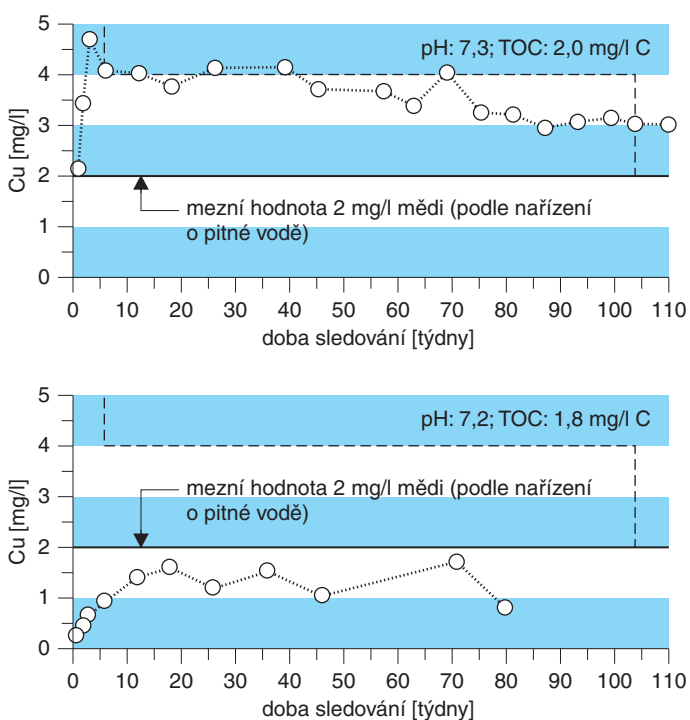 5
pH: 7,3; TOC: 2,0 mg/l C
4
3
Cu [mg/l]
2
mezní hodnota 2 mg/l mědi (podle nařízení
o pitné vodě)
1
0
0 10 20 30 40 50 60 70 80 90 100 110
doba sledování [týdny]
5
pH: 7,2; TOC: 1,8 mg/l C
4
mezní hodnota 2 mg/l mědi (podle nařízení
o pitné vodě)
3
Cu [mg/l]
2
1
0
0 10 20 30 40 50 60 70 80 90 100 110
doba sledování [týdny]